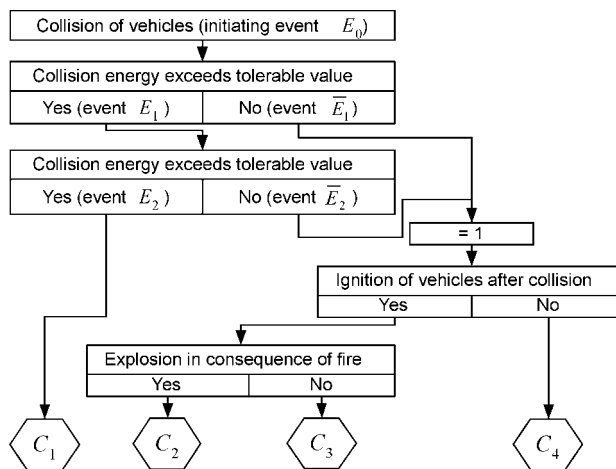 Collision of vehicles (initiating event E₀)
Collision energy exceeds tolerable value
Yes (event E₁)
No (event E̅₁)
Collision energy exceeds tolerable value
Yes (event E₂)
No (event E̅₂)
= 1
Ignition of vehicles after collision
Yes
No
Explosion in consequence of fire
Yes
No
C₁
C₂
C₃
C₄